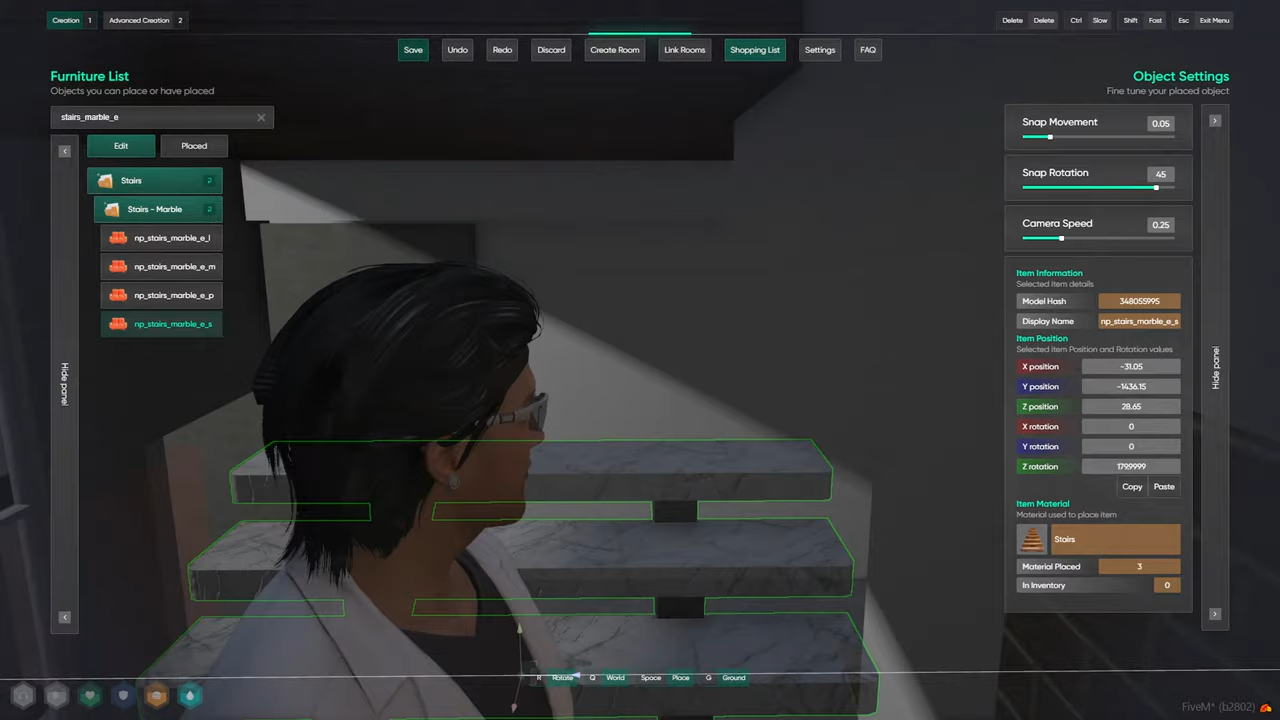 Creation 1 Advanced Creation 2
Delete Delete Ctrl Slow Shift Fast Esc Exit Menu
Save Undo Redo Discard Create Room Link Rooms Shopping List Settings FAQ
Furniture List
Objects you can place or have placed
stairs_marble_e
Edit Placed
Stairs
Stairs - Marble
np_stairs_marble_e_l
np_stairs_marble_e_m
np_stairs_marble_e_p
np_stairs_marble_e_s
Hide panel
Object Settings
Fine tune your placed object
Snap Movement 0.05
Snap Rotation 45
Camera Speed 0.25
Item Information
Selected item details
Model Hash 348055995
Display Name np_stairs_marble_e_s
Item Position
Selected item Position and Rotation values
X position -31.05
Y position -1436.15
Z position 28.65
X rotation 0
Y rotation 0
Z rotation 179.9999
Copy Paste
Item Material
Material used to place item
Stairs
Material Placed 3
In Inventory 0
Hide panel
R Rotate Q World Space Place G Ground
FiveM* (b2802)